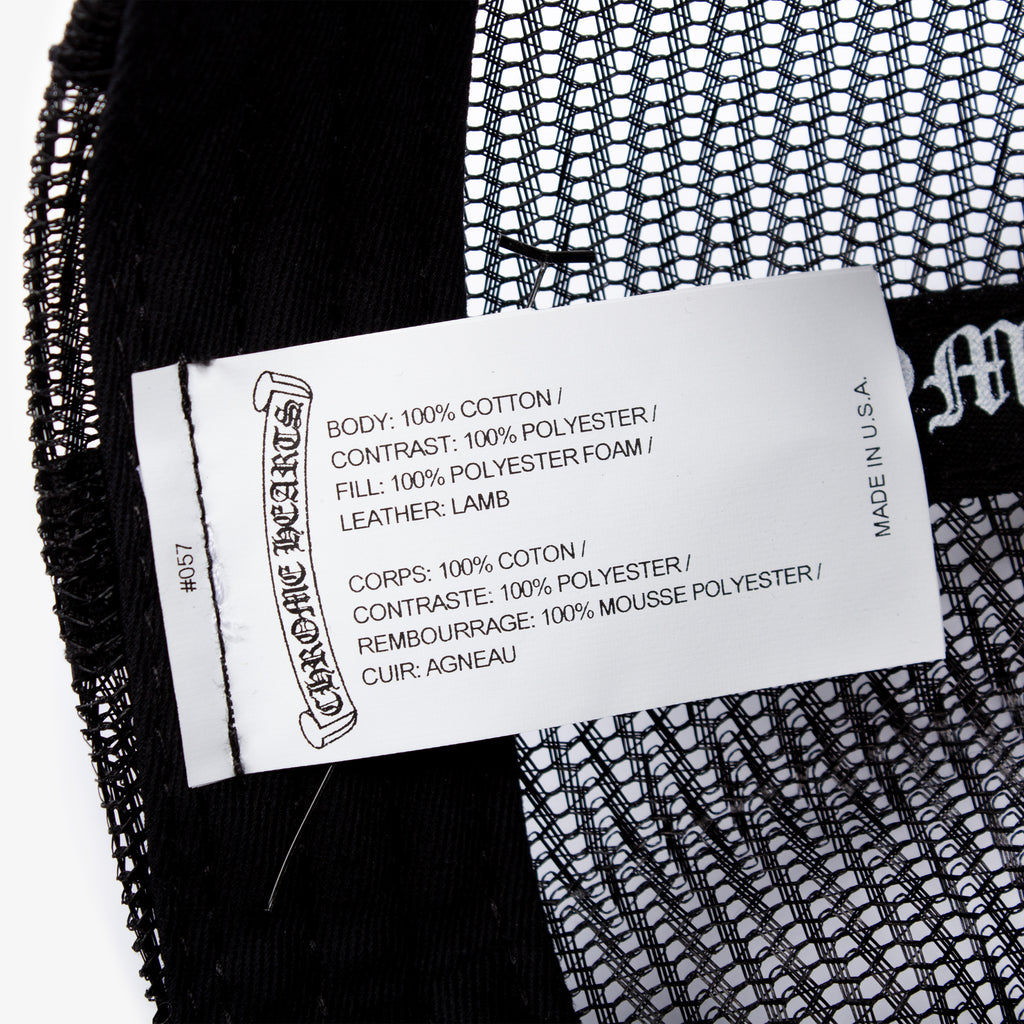 #057
CHROME HEARTS
BODY: 100% COTTON /
CONTRAST: 100% POLYESTER /
FILL: 100% POLYESTER FOAM /
LEATHER: LAMB
CORPS: 100% COTON /
CONTRASTE: 100% POLYESTER /
REMBOURRAGE: 100% MOUSSE POLYESTER /
CUIR: AGNEAU
MADE IN U.S.A.